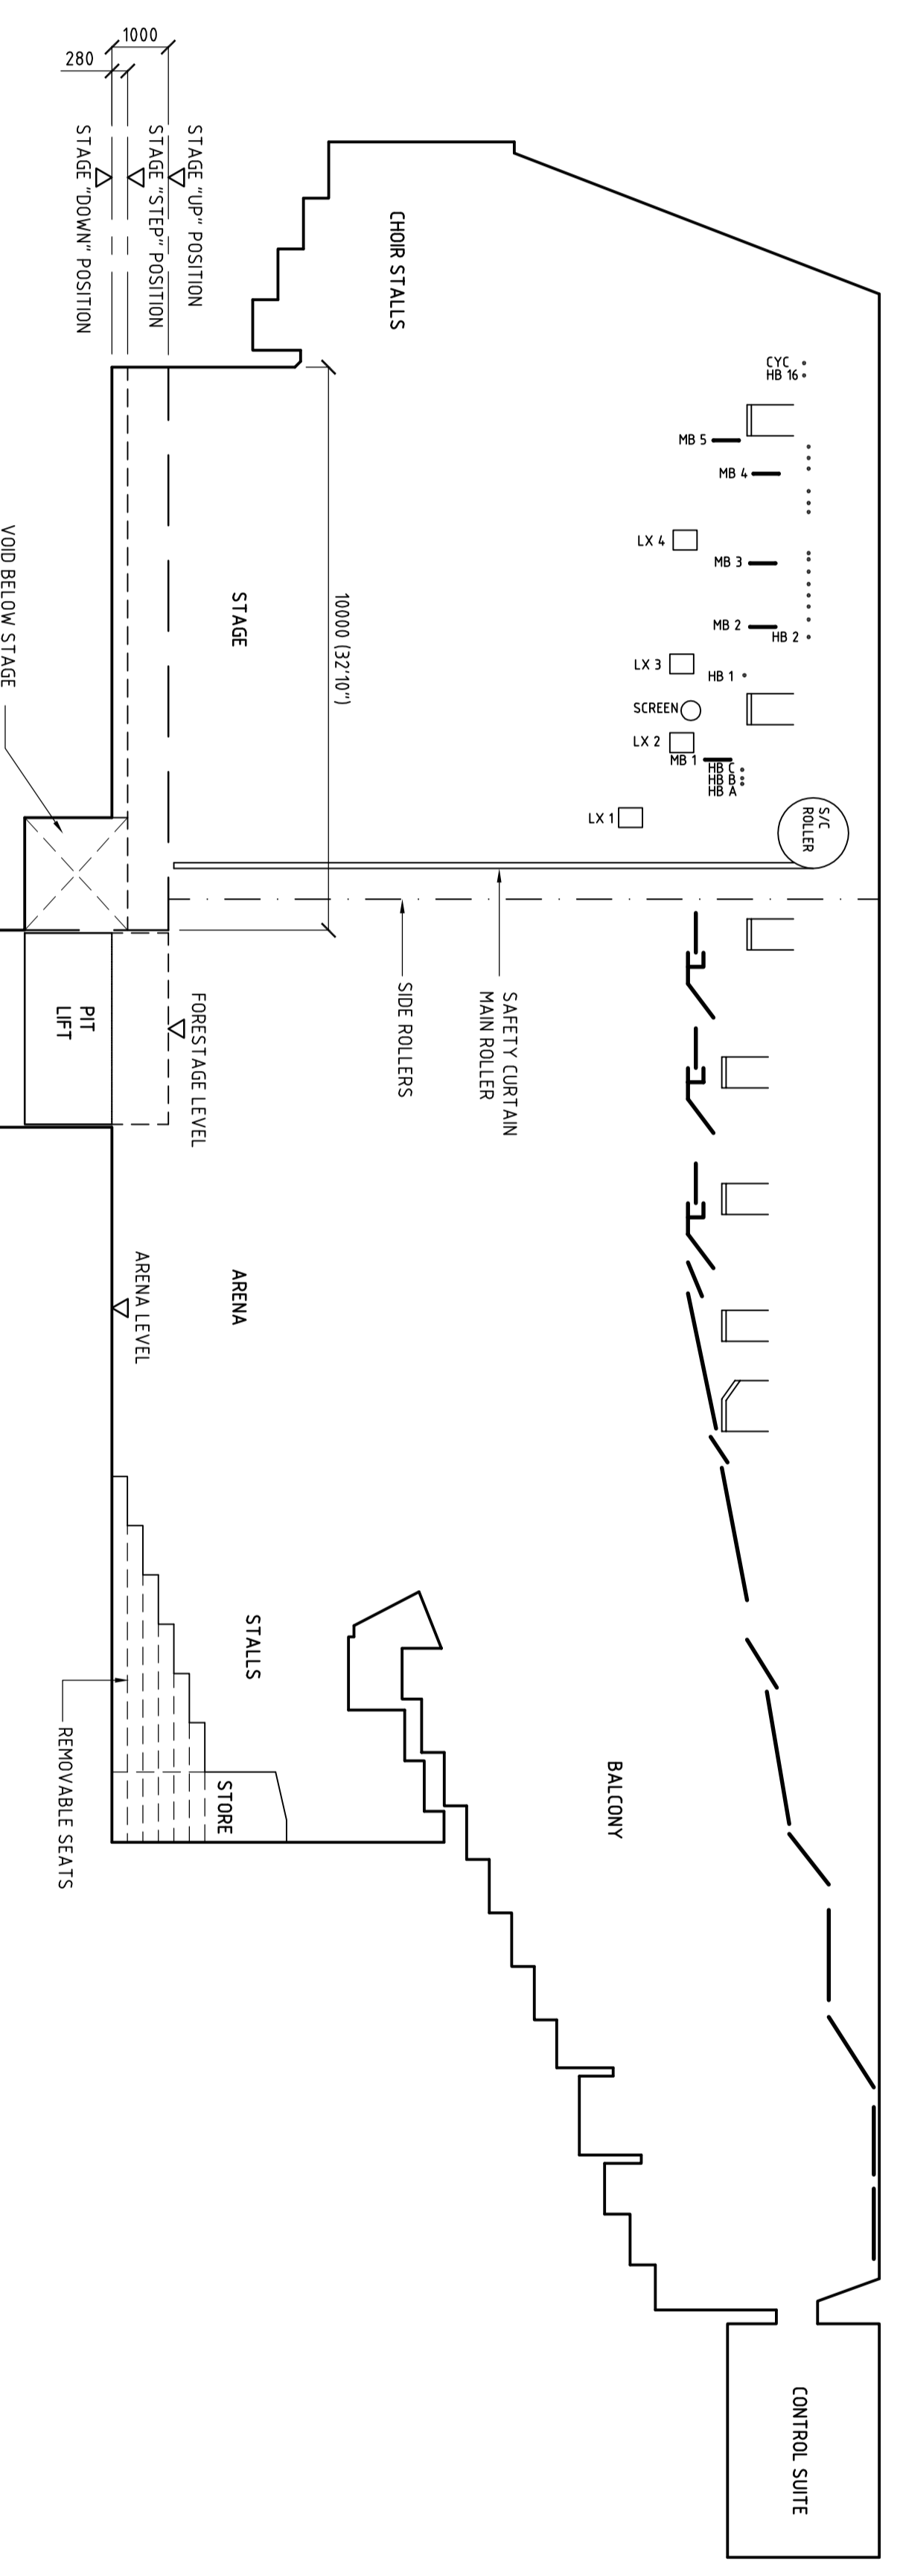 1000
280
STAGE "UP" POSITION
STAGE "STEP" POSITION
STAGE "DOWN" POSITION
CHOIR STALLS
CYC
HB 16
MB 5
MB 4
LX 4
MB 3
MB 2
HB 2
LX 3
HB 1
SCREEN
LX 2
MB 1
HB C
HB B
HB A
LX 1
S/C
ROLLER
10000 (32'10")
STAGE
VOID BELOW STAGE
SAFETY CURTAIN
MAIN ROLLER
SIDE ROLLERS
FORESTAGE LEVEL
PIT
LIFT
ARENA
ARENA LEVEL
STALLS
STORE
REMOVABLE SEATS
BALCONY
CONTROL SUITE